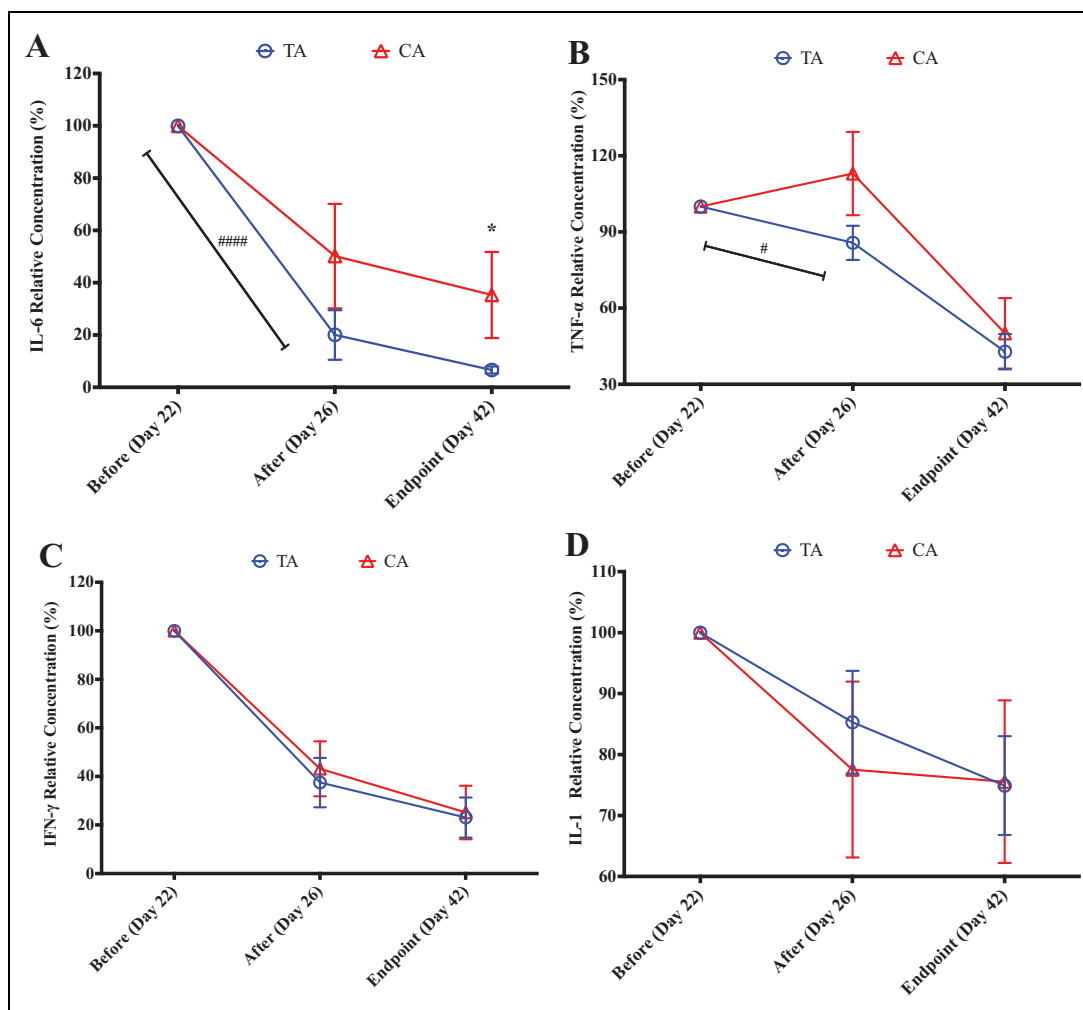 A
TA CA
IL-6 Relative Concentration (%)
120
100
80
60
40
20
0
####
*
Before (Day 22)
After (Day 26)
Endpoint (Day 42)
B
TA CA
TNF-α Relative Concentration (%)
150
120
90
60
30
#
Before (Day 22)
After (Day 26)
Endpoint (Day 42)
C
TA CA
IFN-γ Relative Concentration (%)
120
100
80
60
40
20
0
Before (Day 22)
After (Day 26)
Endpoint (Day 42)
D
TA CA
IL-1 Relative Concentration (%)
110
100
90
80
70
60
Before (Day 22)
After (Day 26)
Endpoint (Day 42)